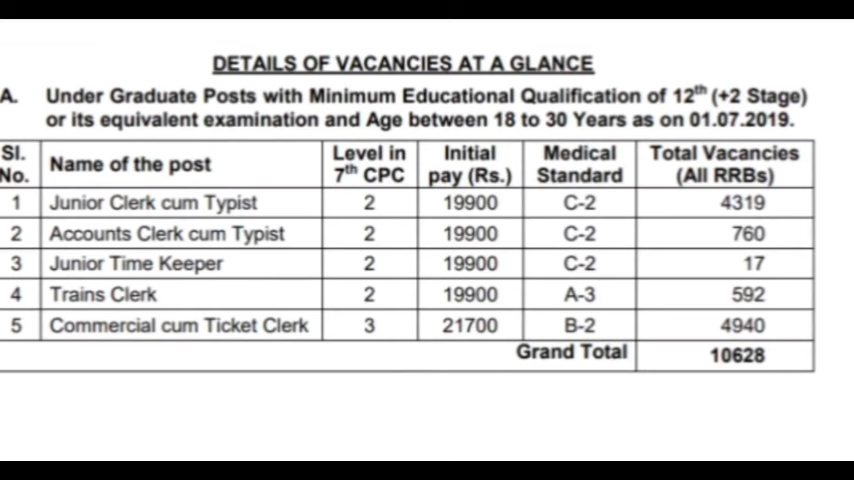 DETAILS OF VACANCIES AT A GLANCE
A. Under Graduate Posts with Minimum Educational Qualification of 12th (+2 Stage)
or its equivalent examination and Age between 18 to 30 Years as on 01.07.2019.
Sl. No. Name of the post Level in 7th CPC Initial pay (Rs.) Medical Standard Total Vacancies (All RRBs)
1 Junior Clerk cum Typist 2 19900 C-2 4319
2 Accounts Clerk cum Typist 2 19900 C-2 760
3 Junior Time Keeper 2 19900 C-2 17
4 Trains Clerk 2 19900 A-3 592
5 Commercial cum Ticket Clerk 3 21700 B-2 4940
Grand Total 10628